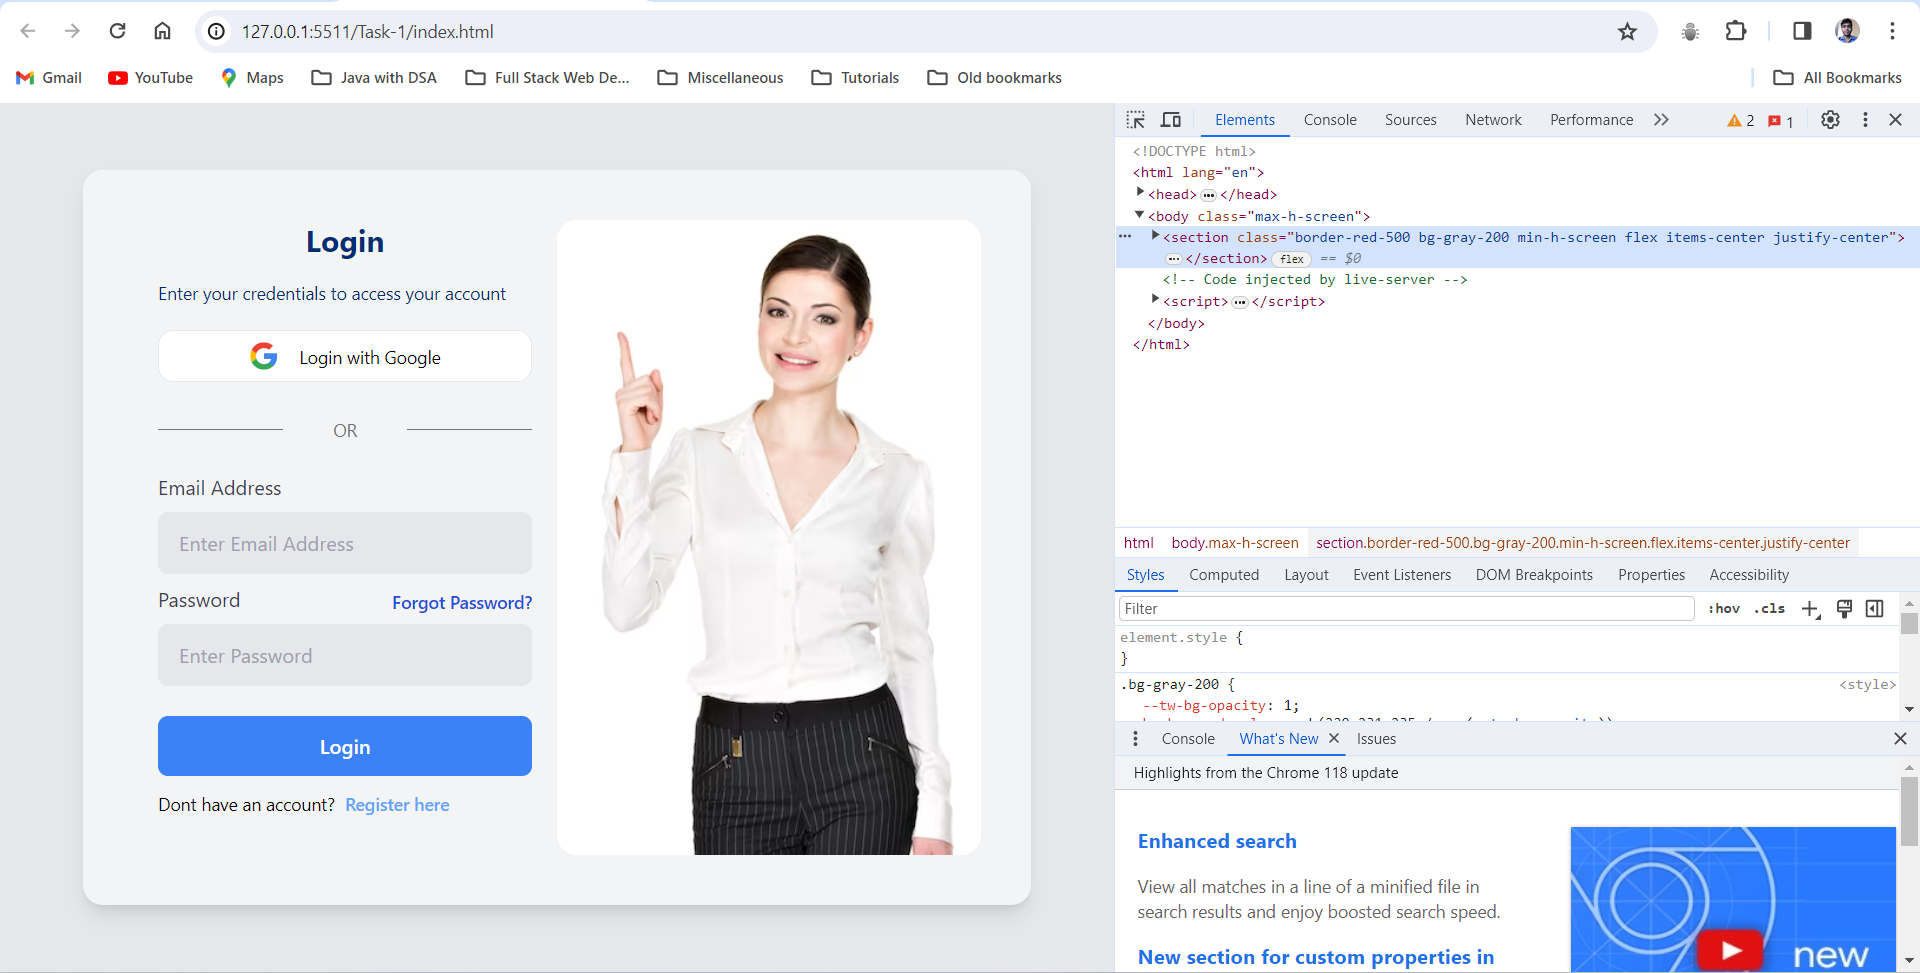 127.0.0.1:5511/Task-1/index.html
Gmail
YouTube
Maps
Java with DSA
Full Stack Web De...
Miscellaneous
Tutorials
Old bookmarks
All Bookmarks
Login
Enter your credentials to access your account
Login with Google
OR
Email Address
Enter Email Address
Password Forgot Password?
Enter Password
Login
Dont have an account? Register here
Elements Console Sources Network Performance 2 1
<!DOCTYPE html>
<html lang="en">
<head> ••• </head>
<body class="max-h-screen">
<section class="border-red-500 bg-gray-200 min-h-screen flex items-center justify-center">
••• </section> flex == $0
<!-- Code injected by live-server -->
<script> ••• </script>
</body>
</html>
html body.max-h-screen section.border-red-500.bg-gray-200.min-h-screen.flex.items-center.justify-center
Styles Computed Layout Event Listeners DOM Breakpoints Properties Accessibility
Filter :hov .cls
element.style {
}
.bg-gray-200 { <style>
--tw-bg-opacity: 1;
Console What's New Issues
Highlights from the Chrome 118 update
Enhanced search
View all matches in a line of a minified file in
search results and enjoy boosted search speed.
New section for custom properties in
new